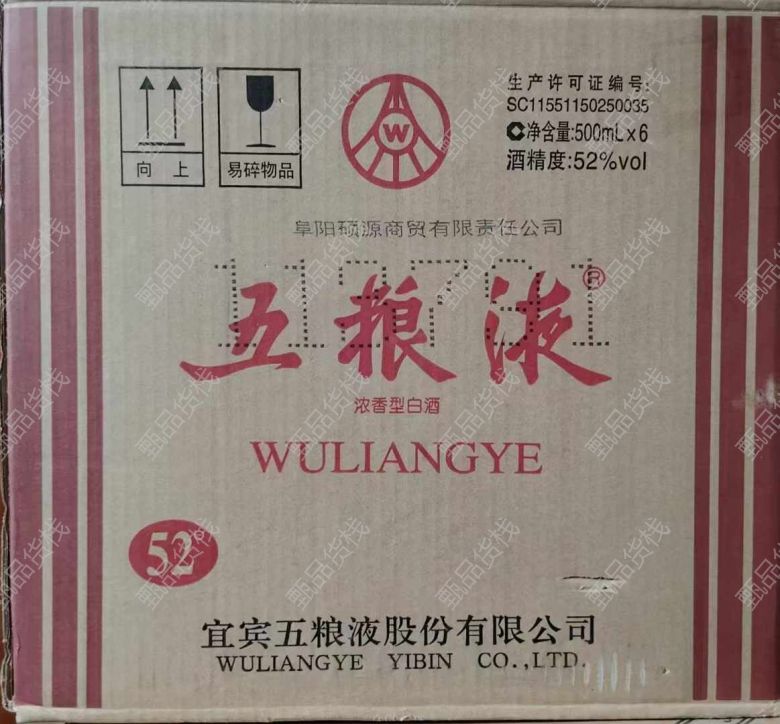 生产许可证编号:
SC11551150250035
净含量:500mL×6
酒精度:52%vol
向 上
易碎物品
W
阜阳硕源商贸有限责任公司
五粮液®
浓香型白酒
WULIANGYE
52°
宜宾五粮液股份有限公司
WULIANGYE YIBIN CO.,LTD.
甄品货栈